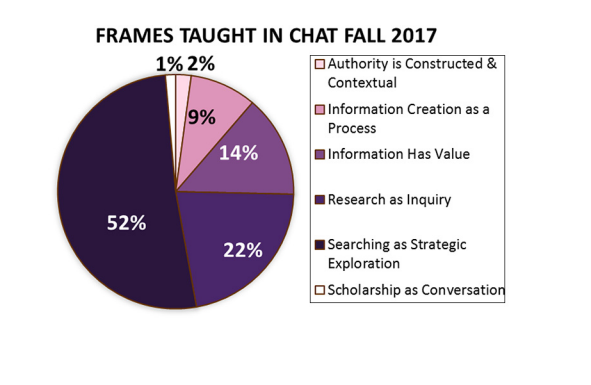 FRAMES TAUGHT IN CHAT FALL 2017
1% 2%
9%
14%
22%
52%
Authority is Constructed &
Contextual
Information Creation as a
Process
Information Has Value
Research as Inquiry
Searching as Strategic
Exploration
Scholarship as Conversation